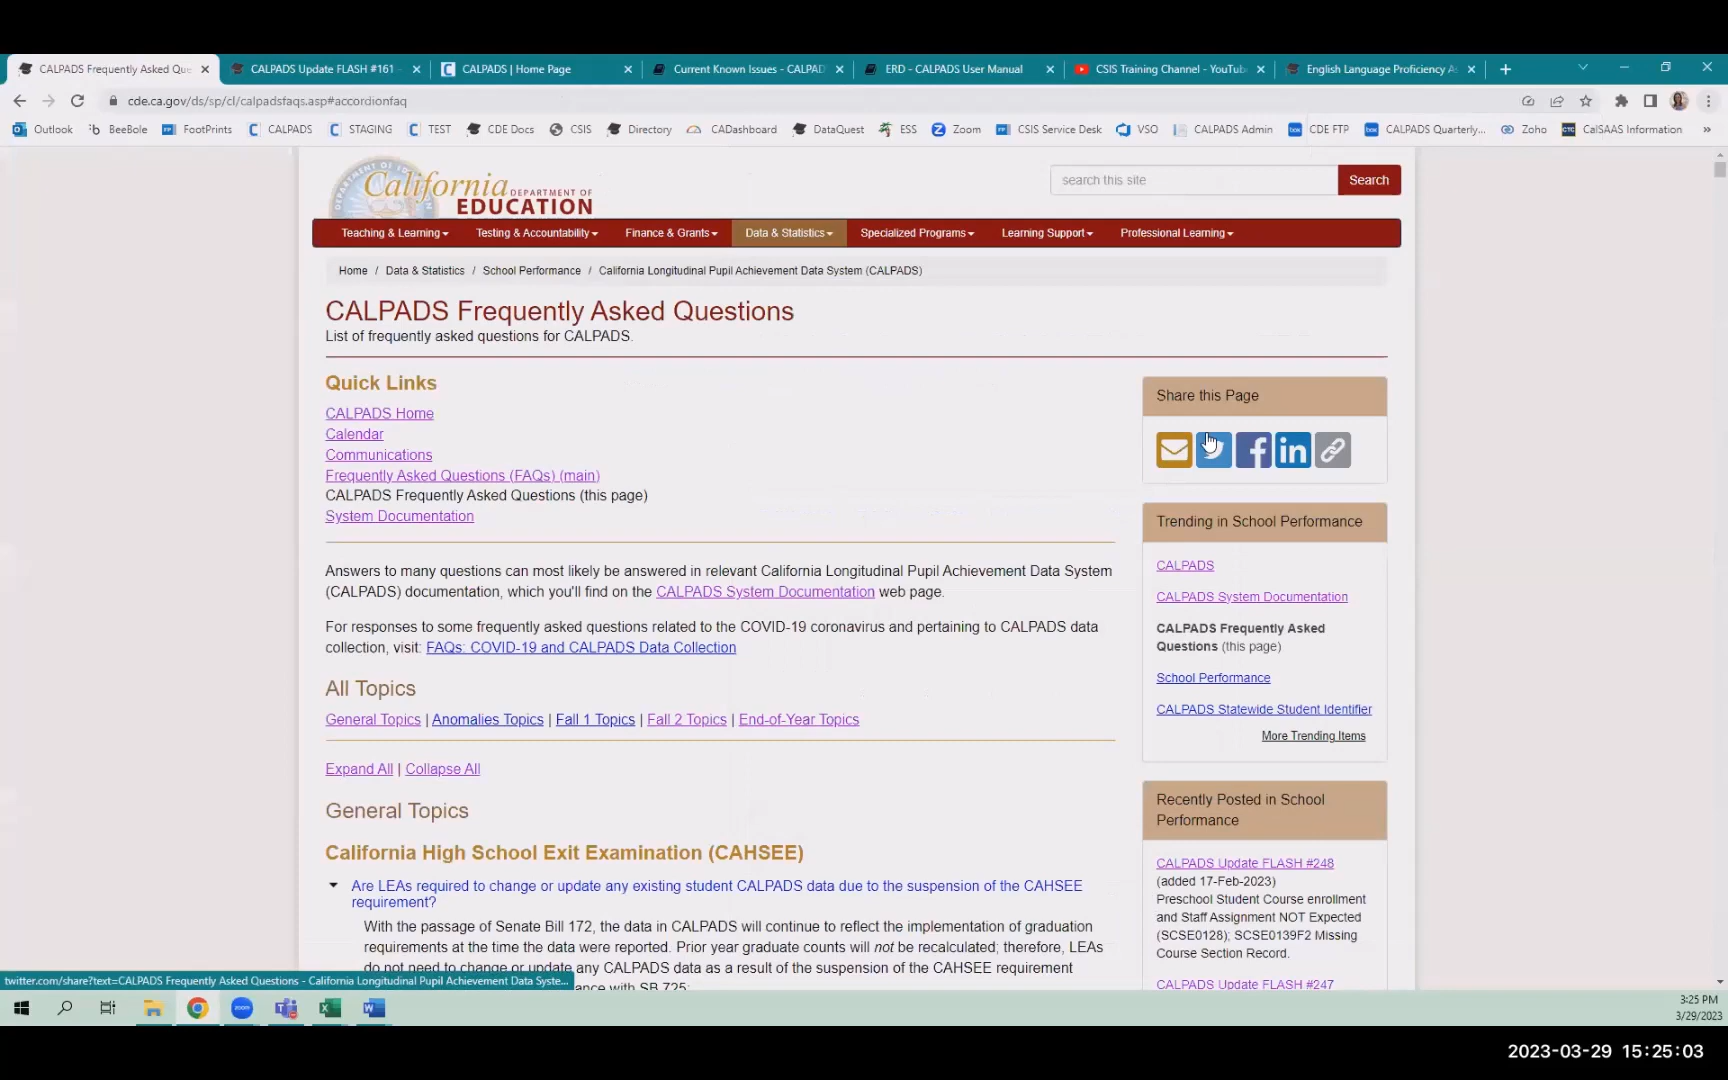 CALPADS Frequently Asked Que
CALPADS Update FLASH #161
CALPADS | Home Page
Current Known Issues - CALPAD
ERD - CALPADS User Manual
CSIS Training Channel - YouTub
English Language Proficiency A
cde.ca.gov/ds/sp/cl/calpadsfaqs.asp#accordionfaq
Outlook
BeeBole
FootPrints
CALPADS
STAGING
TEST
CDE Docs
CSIS
Directory
CADashboard
DataQuest
ESS
Zoom
CSIS Service Desk
VSO
CALPADS Admin
CDE FTP
CALPADS Quarterly...
Zoho
CalSAAS Information
California DEPARTMENT OF
EDUCATION
search this site
Search
Teaching & Learning
Testing & Accountability
Finance & Grants
Data & Statistics
Specialized Programs
Learning Support
Professional Learning
Home / Data & Statistics / School Performance / California Longitudinal Pupil Achievement Data System (CALPADS)
CALPADS Frequently Asked Questions
List of frequently asked questions for CALPADS.
Quick Links
CALPADS Home
Calendar
Communications
Frequently Asked Questions (FAQs) (main)
CALPADS Frequently Asked Questions (this page)
System Documentation
Answers to many questions can most likely be answered in relevant California Longitudinal Pupil Achievement Data System
(CALPADS) documentation, which you'll find on the CALPADS System Documentation web page.
For responses to some frequently asked questions related to the COVID-19 coronavirus and pertaining to CALPADS data
collection, visit: FAQs: COVID-19 and CALPADS Data Collection
All Topics
General Topics | Anomalies Topics | Fall 1 Topics | Fall 2 Topics | End-of-Year Topics
Expand All | Collapse All
General Topics
California High School Exit Examination (CAHSEE)
Are LEAs required to change or update any existing student CALPADS data due to the suspension of the CAHSEE
requirement?
With the passage of Senate Bill 172, the data in CALPADS will continue to reflect the implementation of graduation
requirements at the time the data were reported. Prior year graduate counts will not be recalculated; therefore, LEAs
do not need to change or update any CALPADS data as a result of the suspension of the CAHSEE requirement
ance with SB 725:
Share this Page
Trending in School Performance
CALPADS
CALPADS System Documentation
CALPADS Frequently Asked
Questions (this page)
School Performance
CALPADS Statewide Student Identifier
More Trending Items
Recently Posted in School
Performance
CALPADS Update FLASH #248
(added 17-Feb-2023)
Preschool Student Course enrollment
and Staff Assignment NOT Expected
(SCSE0128); SCSE0139F2 Missing
Course Section Record.
CALPADS Update FLASH #247
twitter.com/share?text=CALPADS Frequently Asked Questions - California Longitudinal Pupil Achievement Data Syste...
3:25 PM
3/29/2023
2023-03-29 15:25:03